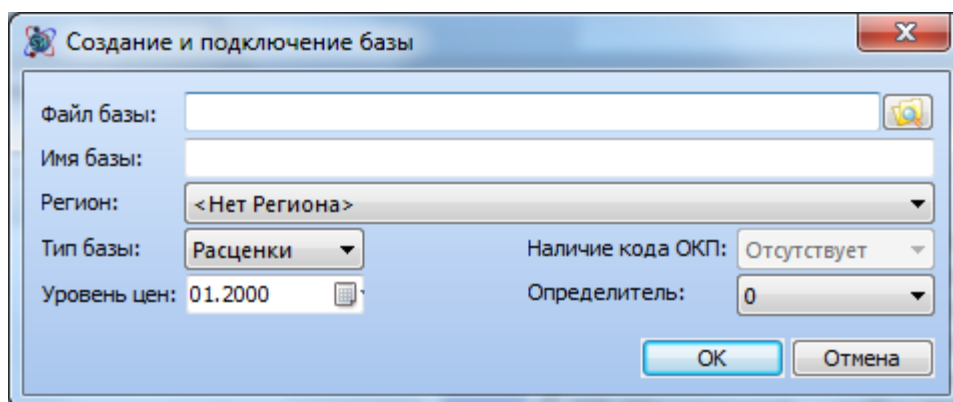 Создание и подключение базы
Файл базы:
Имя базы:
Регион: <Нет Региона>
Тип базы: Расценки Наличие кода ОКП: Отсутствует
Уровень цен: 01.2000 Определитель: 0
OK Отмена